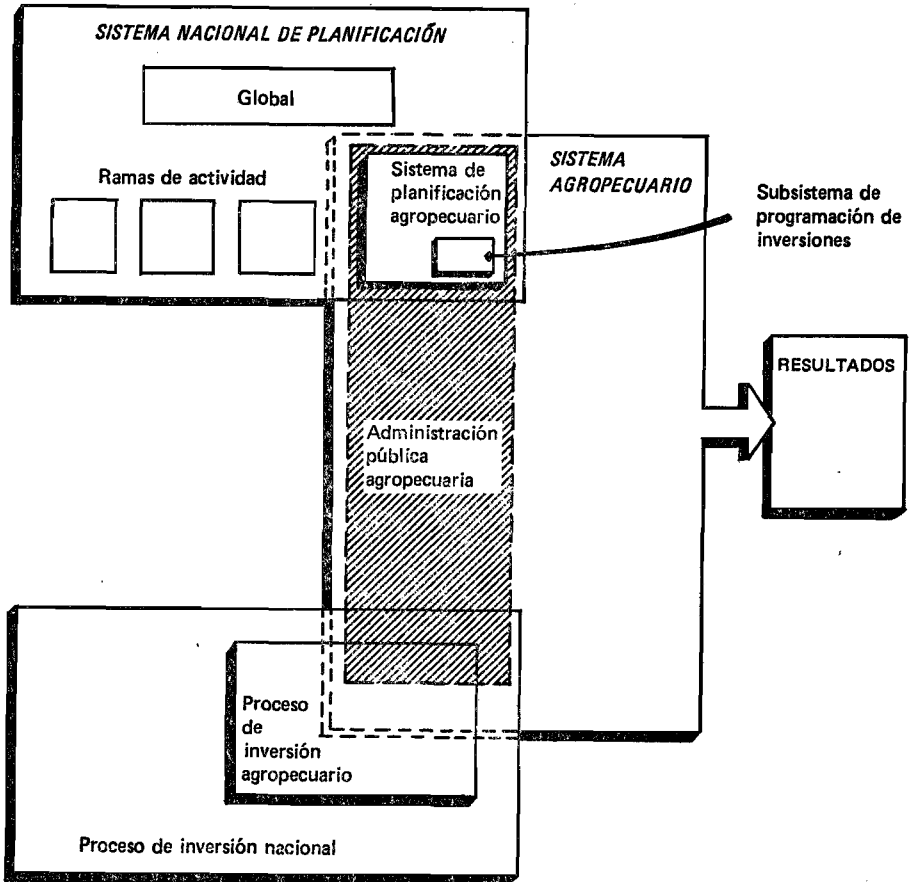 SISTEMA NACIONAL DE PLANIFICACIÓN
Global
Ramas de actividad
Sistema de
planificación
agropecuario
SISTEMA
AGROPECUARIO
Subsistema de
programación de
inversiones
RESULTADOS
Administración
pública
agropecuaria
Proceso
de
inversión
agropecuario
Proceso de inversión nacional